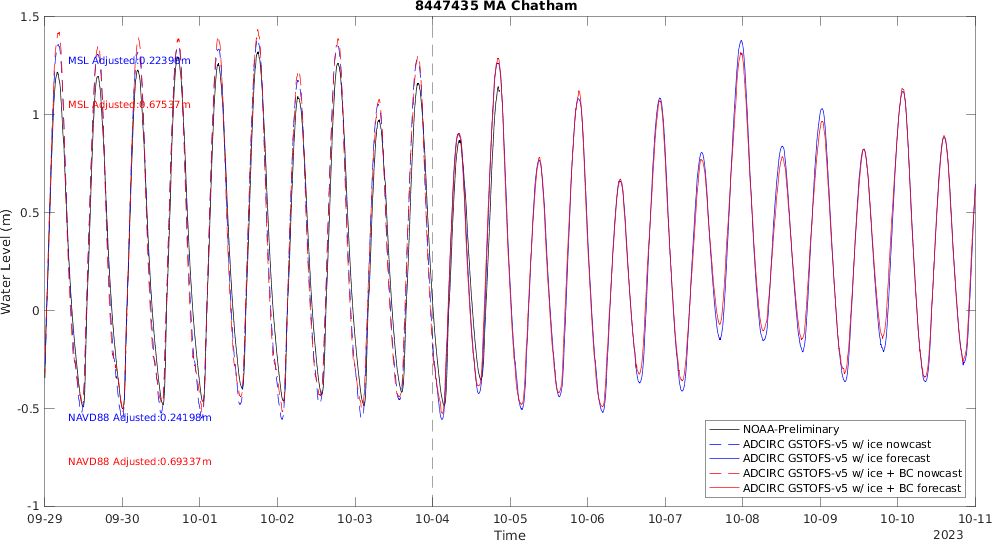 8447435 MA Chatham
1.5
1
0.5
0
-0.5
-1
Water Level (m)
MSL Adjusted:0.22398m
MSL Adjusted:0.67537m
NAVD88 Adjusted:0.24198m
NAVD88 Adjusted:0.69337m
NOAA-Preliminary
ADCIRC GSTOFS-v5 w/ ice nowcast
ADCIRC GSTOFS-v5 w/ ice forecast
ADCIRC GSTOFS-v5 w/ ice + BC nowcast
ADCIRC GSTOFS-v5 w/ ice + BC forecast
09-29 09-30 10-01 10-02 10-03 10-04 10-05 10-06 10-07 10-08 10-09 10-10 10-11
Time
2023